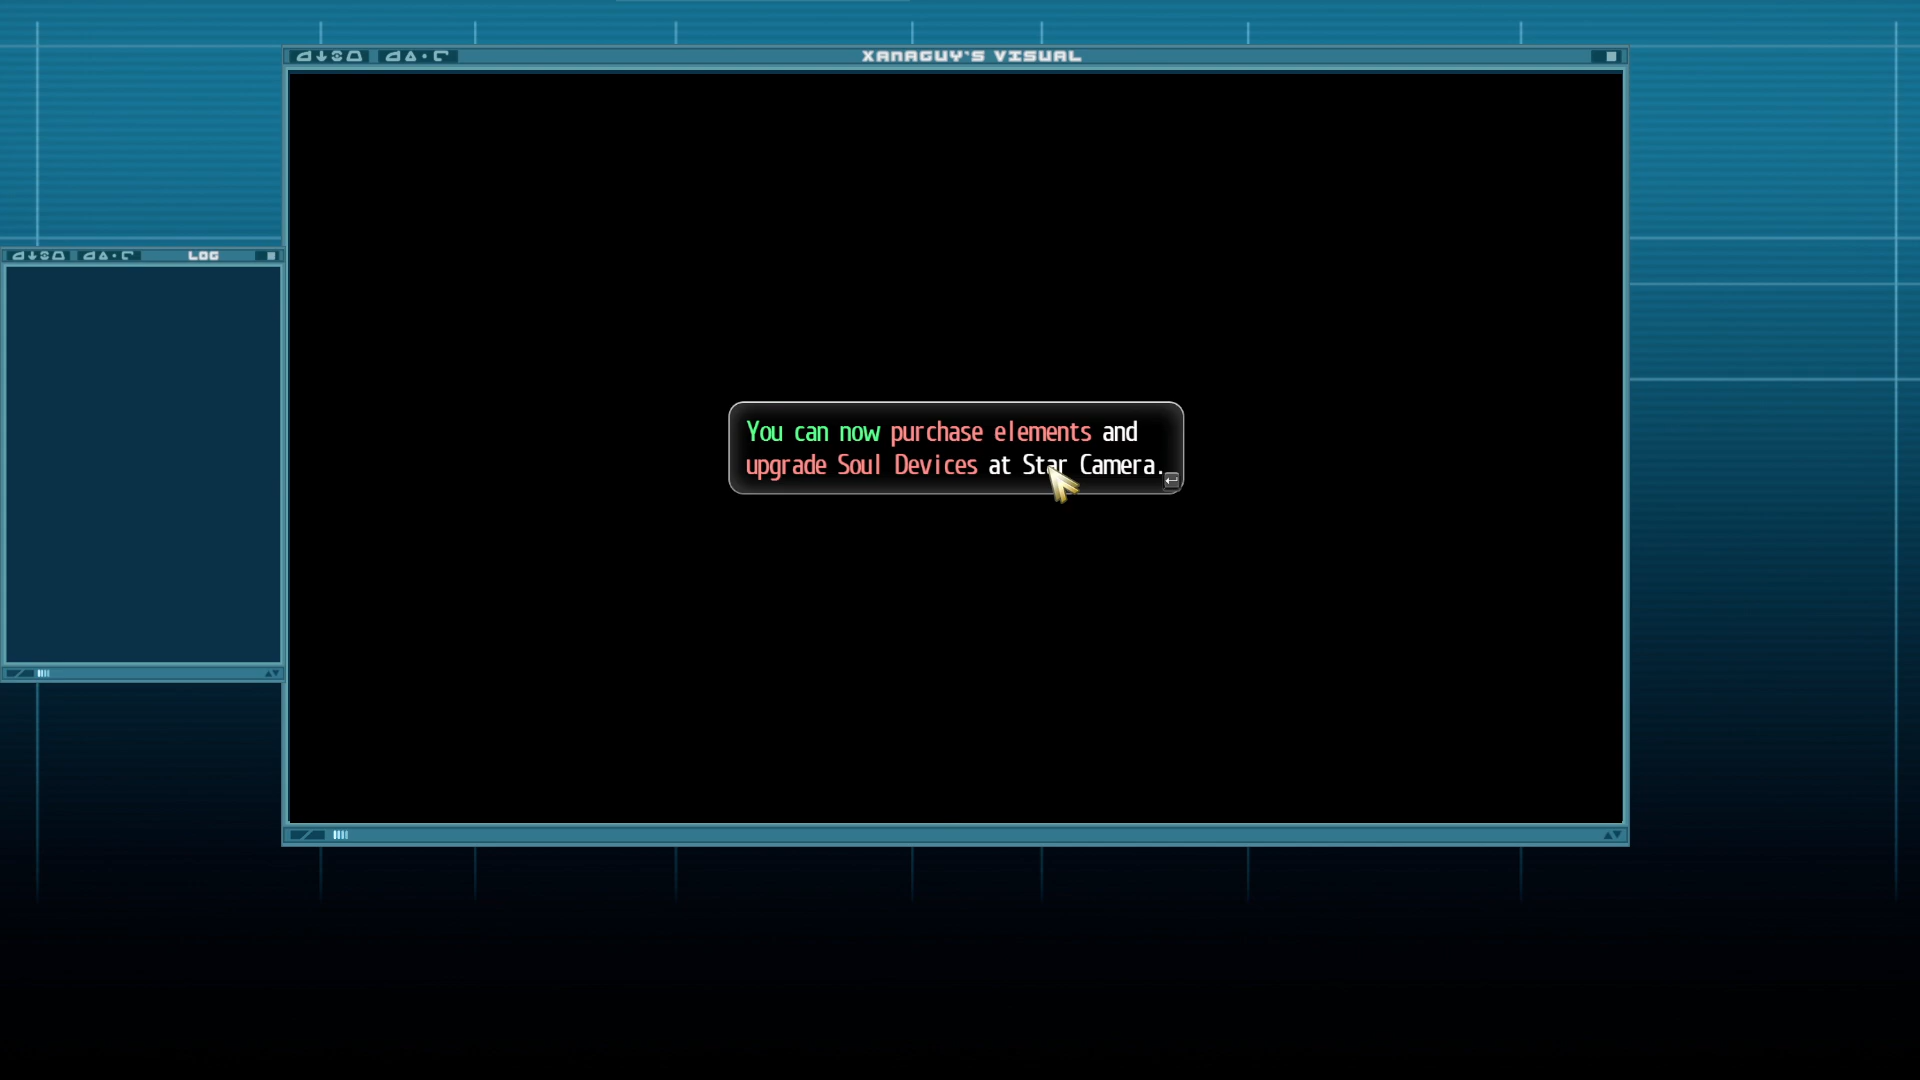 XANAGUY'S VISUAL
LOG
You can now purchase elements and
upgrade Soul Devices at Star Camera.